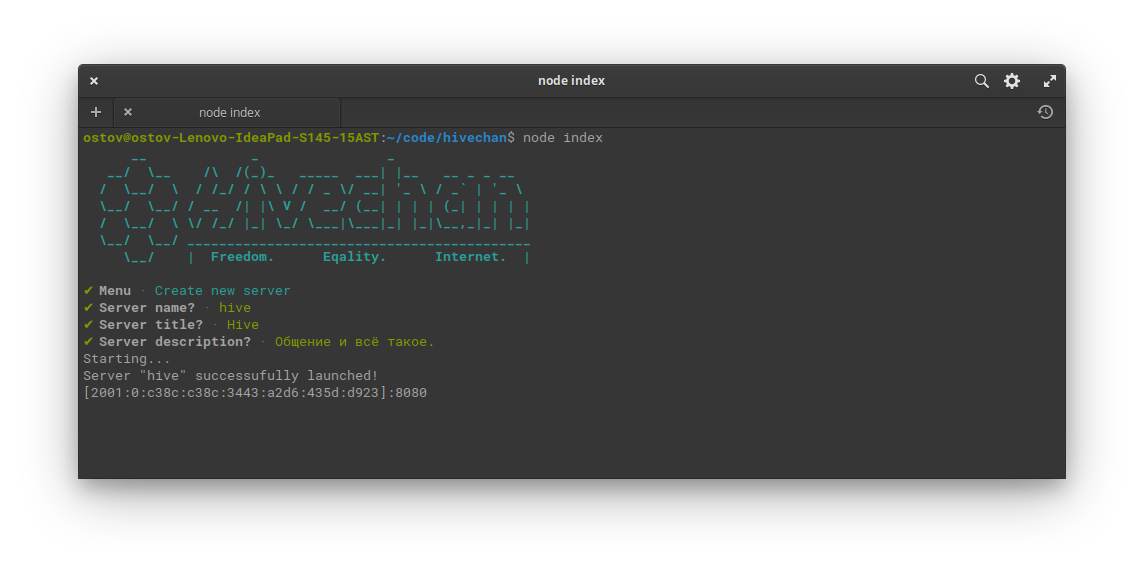 node index
node index
ostov@ostov-Lenovo-IdeaPad-S145-15AST:~/code/hivechan$ node index
Hivechan
Freedom. Eqality. Internet.
✔ Menu · Create new server
✔ Server name? · hive
✔ Server title? · Hive
✔ Server description? · Общение и всё такое.
Starting...
Server "hive" successufully launched!
[2001:0:c38c:c38c:3443:a2d6:435d:d923]:8080